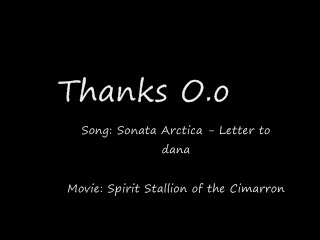 Thanks O.o
Song: Sonata Arctica - Letter to
dana
Movie: Spirit Stallion of the Cimarron